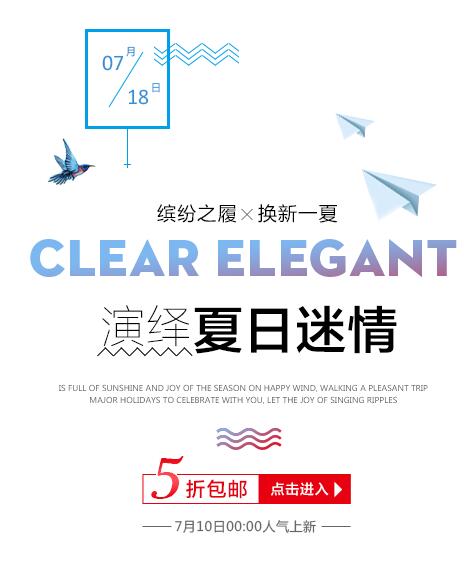 07月
18日
缤纷之履×换新一夏
CLEAR ELEGANT
演绎夏日迷情
IS FULL OF SUNSHINE AND JOY OF THE SEASON ON HAPPY WIND, WALKING A PLEASANT TRIP
MAJOR HOLIDAYS TO CELEBRATE WITH YOU, LET THE JOY OF SINGING RIPPLES
5折包邮 点击进入
7月10日00:00人气上新